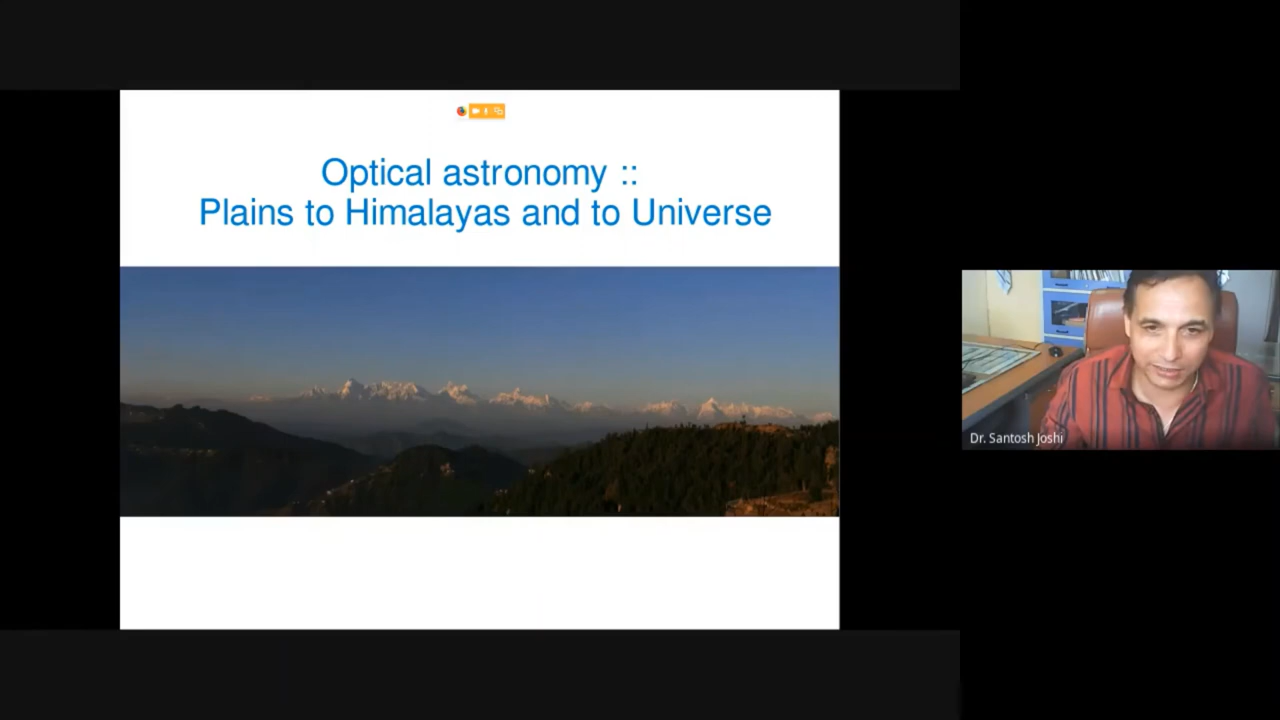 Optical astronomy ::
Plains to Himalayas and to Universe
Dr. Santosh Joshi